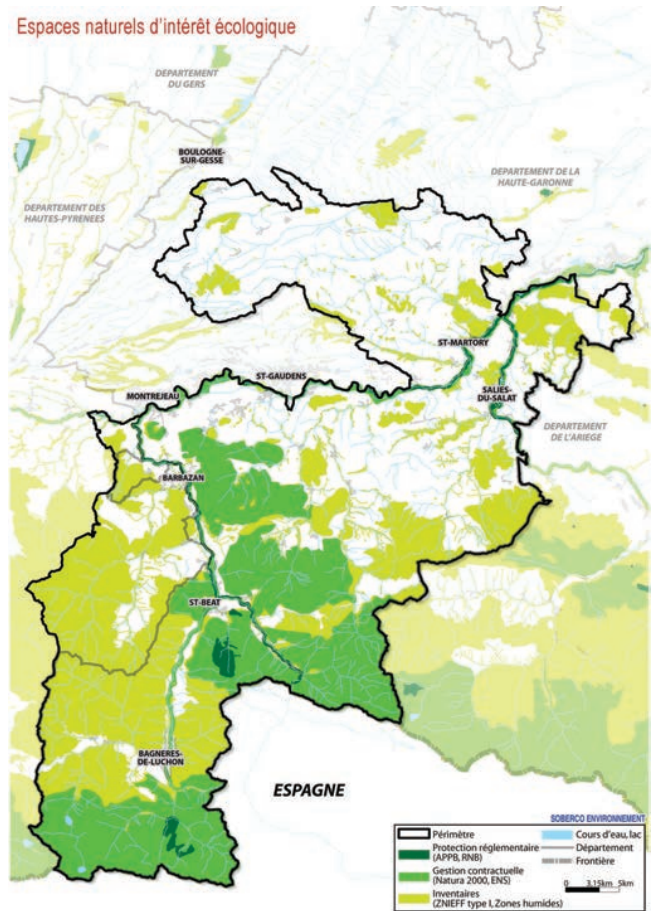 Espaces naturels d'intérêt écologique
DEPARTEMENT
DU GERS
BOULOGNE-
SUR-GESSE
DEPARTEMENT DE LA
HAUTE-GARONNE
DEPARTEMENT DES
HAUTES-PYRENEES
ST-MARTORY
ST-GAUDENS
MONTREJEAU
SALIES-
DU-SALAT
DEPARTEMENT
DE L'ARIEGE
BARBAZAN
ST-BEAT
BAGNERES-
DE-LUCHON
ESPAGNE
SOBERCO ENVIRONNEMENT
Périmètre
Protection réglementaire
(APPB, RNB)
Gestion contractuelle
(Natura 2000, ENS)
Inventaires
(ZNIEFF type I, Zones humides)
Cours d'eau, lac
Département
Frontière
0 3,15km 5km